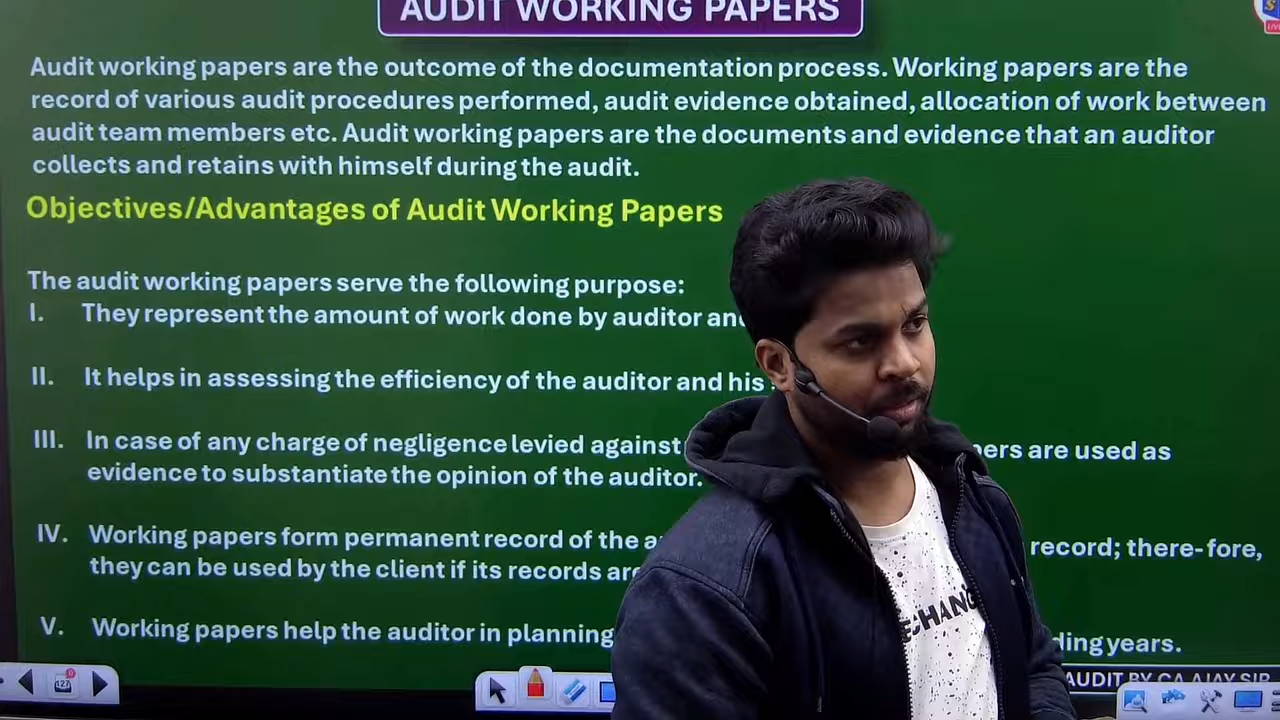 AUDIT WORKING PAPERS
Audit working papers are the outcome of the documentation process. Working papers are the
record of various audit procedures performed, audit evidence obtained, allocation of work between
audit team members etc. Audit working papers are the documents and evidence that an auditor
collects and retains with himself during the audit.
Objectives/Advantages of Audit Working Papers
The audit working papers serve the following purpose:
I. They represent the amount of work done by auditor and
II. It helps in assessing the efficiency of the auditor and his
III. In case of any charge of negligence levied against pers are used as
evidence to substantiate the opinion of the auditor.
IV. Working papers form permanent record of the a record; there-fore,
they can be used by the client if its records are
V. Working papers help the auditor in planning ding years.
AUDIT BY CA AJAY SIR
127
ECHANG